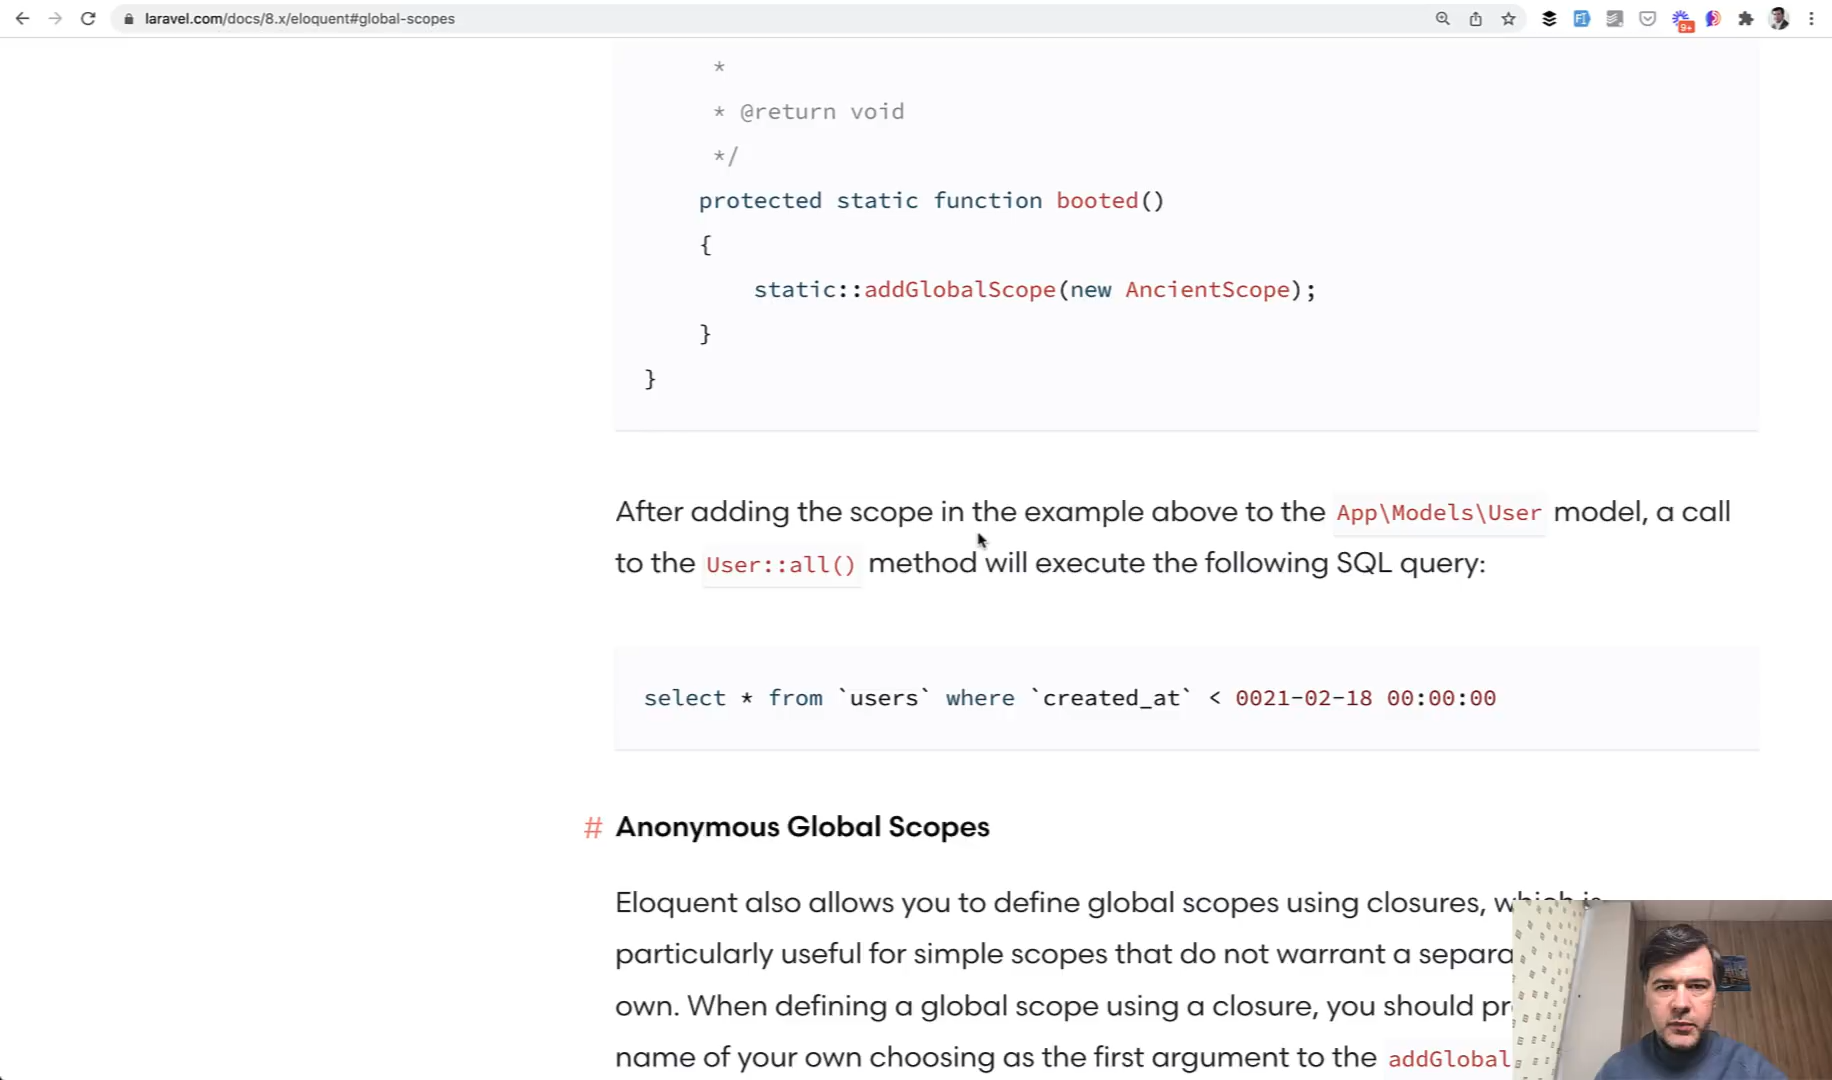 laravel.com/docs/8.x/eloquent#global-scopes
9+
*
* @return void
*/
protected static function booted()
{
static::addGlobalScope(new AncientScope);
}
}
After adding the scope in the example above to the App\Models\User model, a call
to the User::all() method will execute the following SQL query:
select * from `users` where `created_at` < 0021-02-18 00:00:00
# Anonymous Global Scopes
Eloquent also allows you to define global scopes using closures, which is
particularly useful for simple scopes that do not warrant a separa
own. When defining a global scope using a closure, you should pr
name of your own choosing as the first argument to the addGlobal